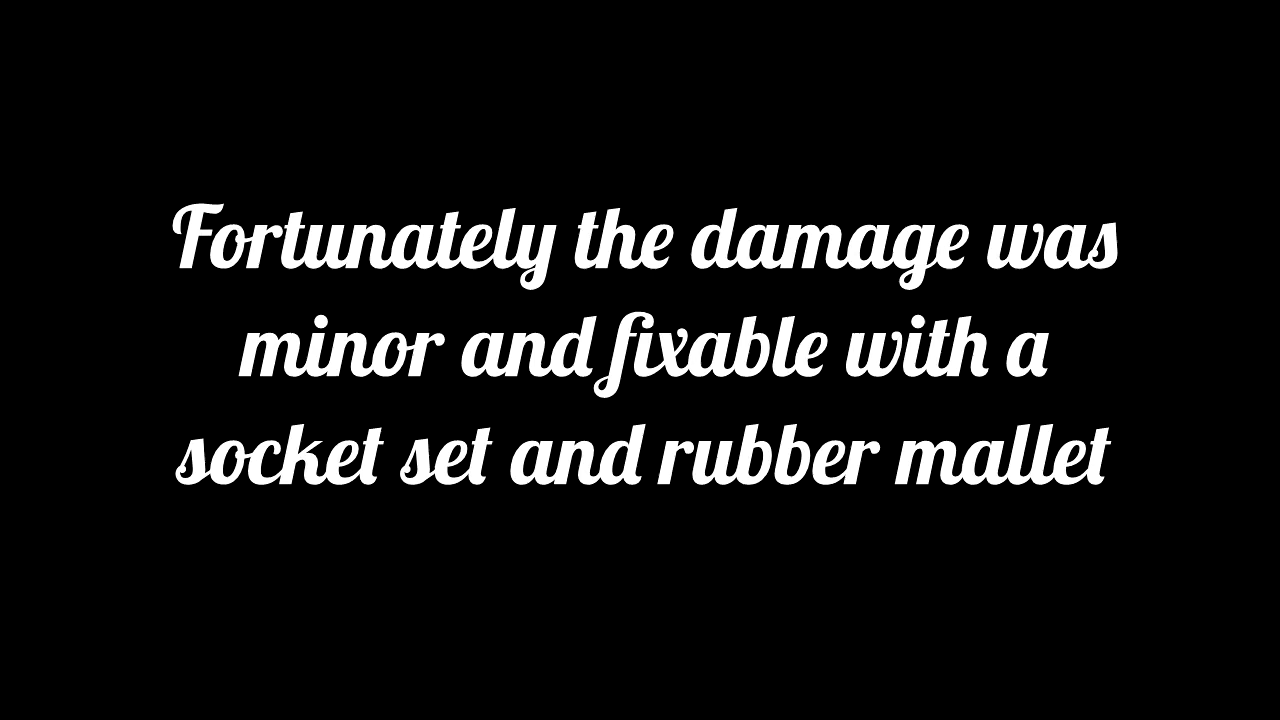 Fortunately the damage was
minor and fixable with a
socket set and rubber mallet